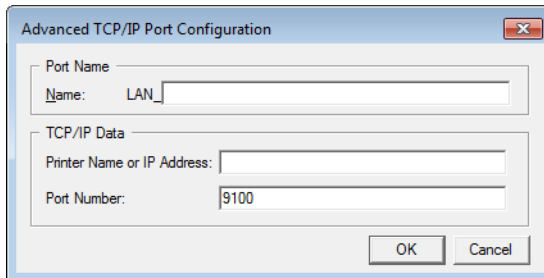 Advanced TCP/IP Port Configuration
Port Name
Name: LAN_
TCP/IP Data
Printer Name or IP Address:
Port Number: 9100
OK Cancel